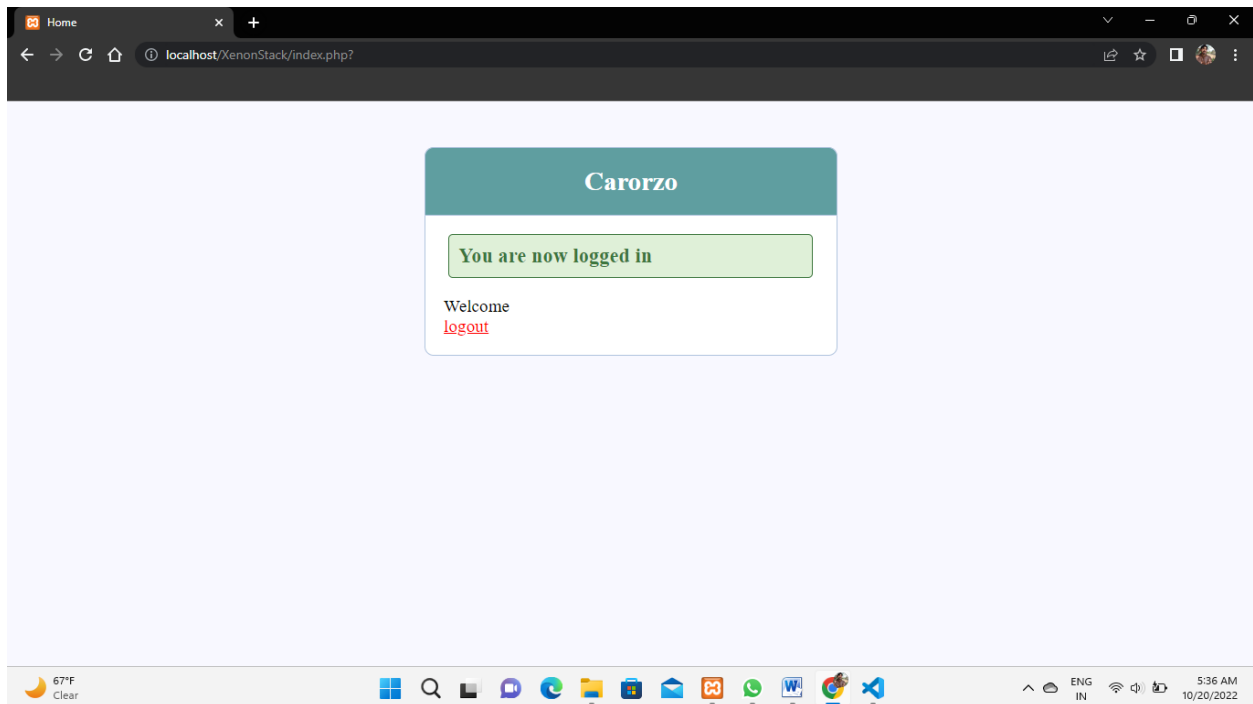 Home
localhost/XenonStack/index.php?
Carorzo
You are now logged in
Welcome
logout
67°F
Clear
ENG
IN
5:36 AM
10/20/2022